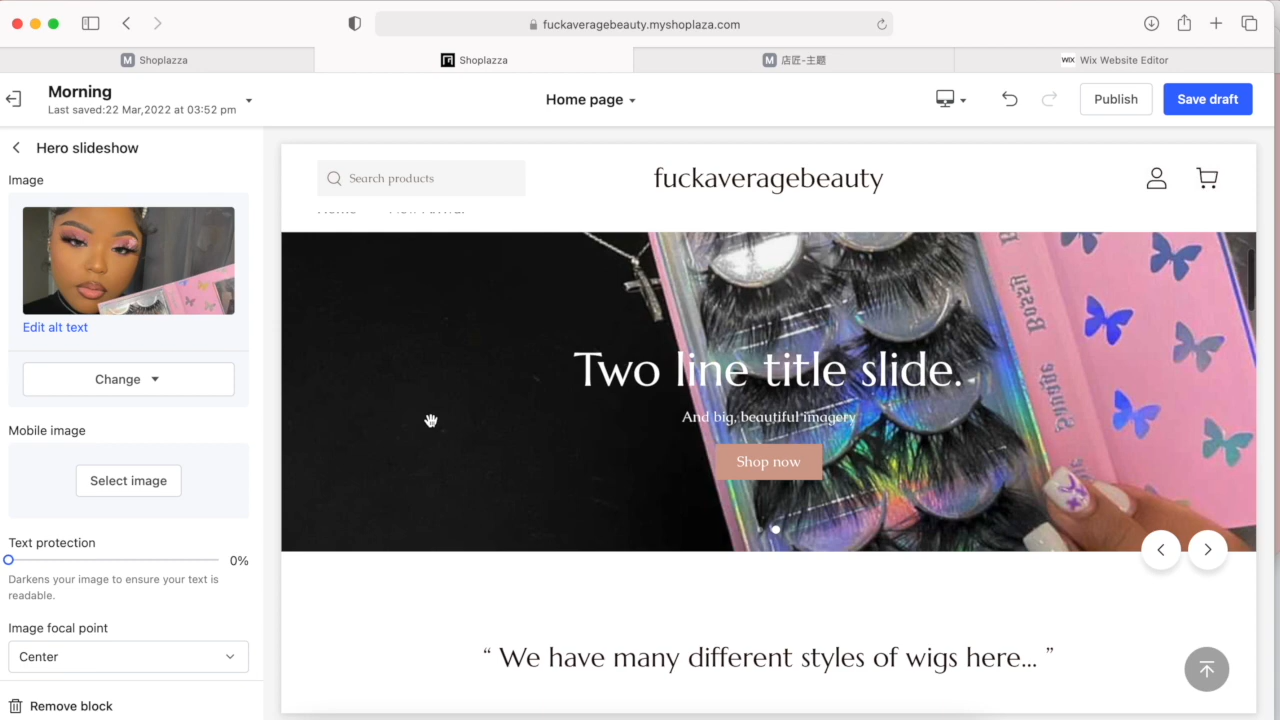 fuckaveragebeauty.myshoplaza.com
Shoplazza
Shoplazza
店匠-主题
WIX Wix Website Editor
Morning
Last saved:22 Mar,2022 at 03:52 pm
Home page
Publish
Save draft
Hero slideshow
Image
Edit alt text
Change
Mobile image
Select image
Text protection
0%
Darkens your image to ensure your text is
readable.
Image focal point
Center
Remove block
Search products
fuckaveragebeauty
Two line title slide.
And big, beautiful imagery
Shop now
“ We have many different styles of wigs here... ”